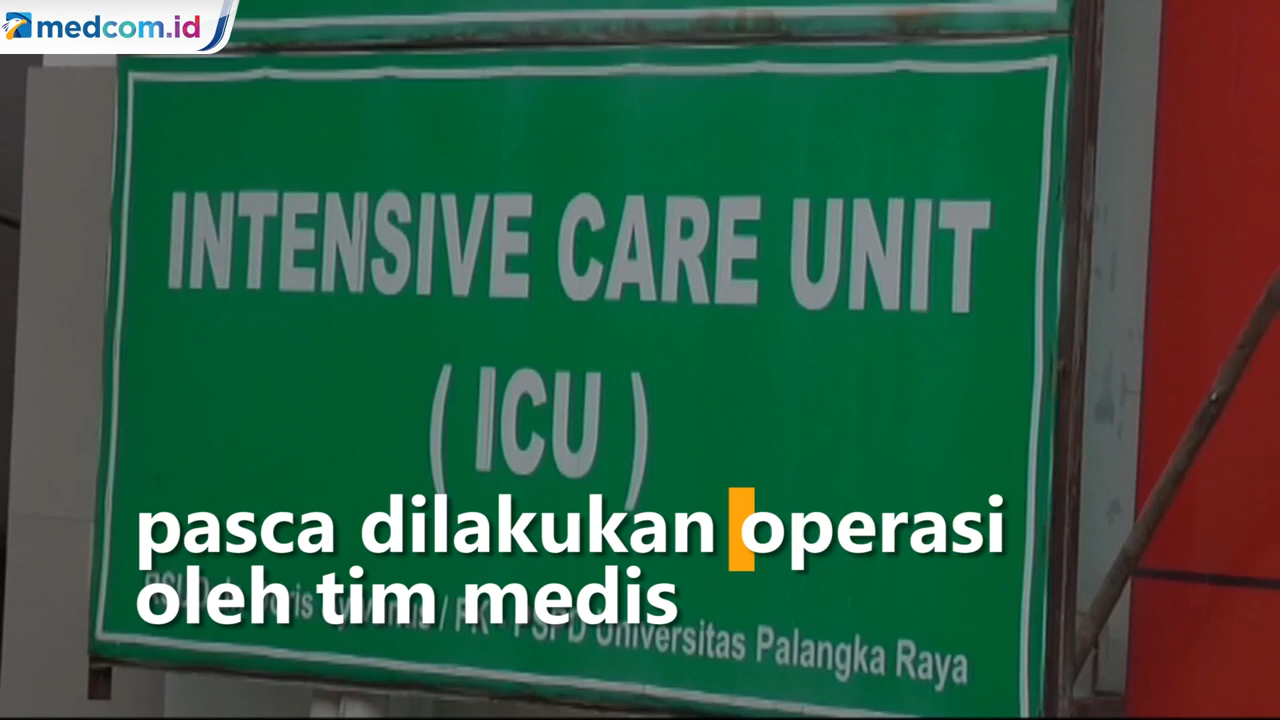 medcom.id
INTENSIVE CARE UNIT
( ICU )
pasca dilakukan operasi
oleh tim medis
Universitas Palangka Raya